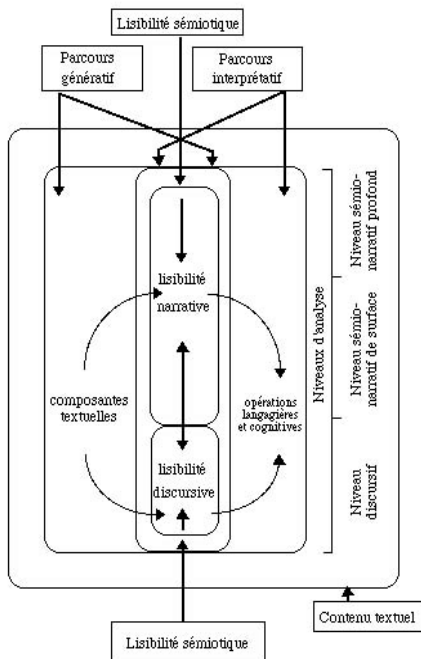 Lisibilité sémiotique
Parcours
génératif
Parcours
interprétatif
lisibilité
narrative
composantes
textuelles
opérations
langagières
et cognitives
lisibilité
discursive
Niveaux d'analyse
Niveau sémio-
narratif profond
Niveau sémio-
narratif de surface
Niveau
discursif
Contenu textuel
Lisibilité sémiotique